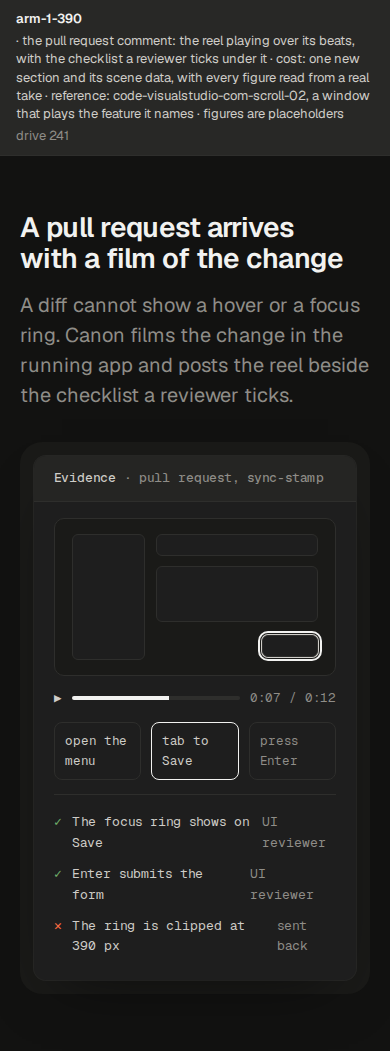 arm-1-390
· the pull request comment: the reel playing over its beats,
with the checklist a reviewer ticks under it · cost: one new
section and its scene data, with every figure read from a real
take · reference: code-visualstudio-com-scroll-02, a window
that plays the feature it names · figures are placeholders
drive 241
A pull request arrives
with a film of the change
A diff cannot show a hover or a focus
ring. Canon films the change in the
running app and posts the reel beside
the checklist a reviewer ticks.
Evidence · pull request, sync-stamp
▶ 0:07 / 0:12
open the
menu
tab to
Save
press
Enter
✓ The focus ring shows on
Save
UI
reviewer
✓ Enter submits the
form
UI
reviewer
✕ The ring is clipped at
390 px
sent
back